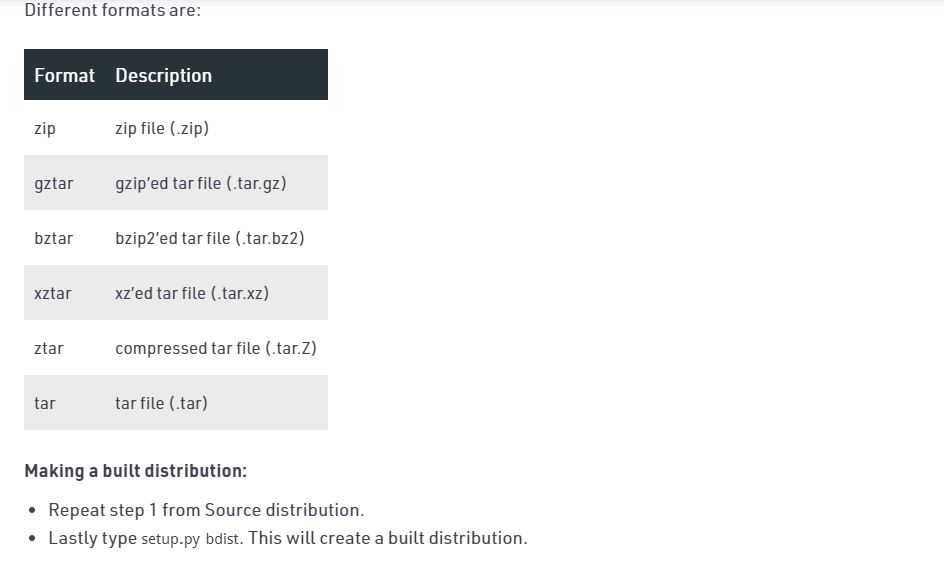 Different formats are:
Format Description
zip zip file (.zip)
gztar gzip’ed tar file (.tar.gz)
bztar bzip2’ed tar file (.tar.bz2)
xztar xz’ed tar file (.tar.xz)
ztar compressed tar file (.tar.Z)
tar tar file (.tar)
Making a built distribution:
• Repeat step 1 from Source distribution.
• Lastly type setup.py bdist. This will create a built distribution.